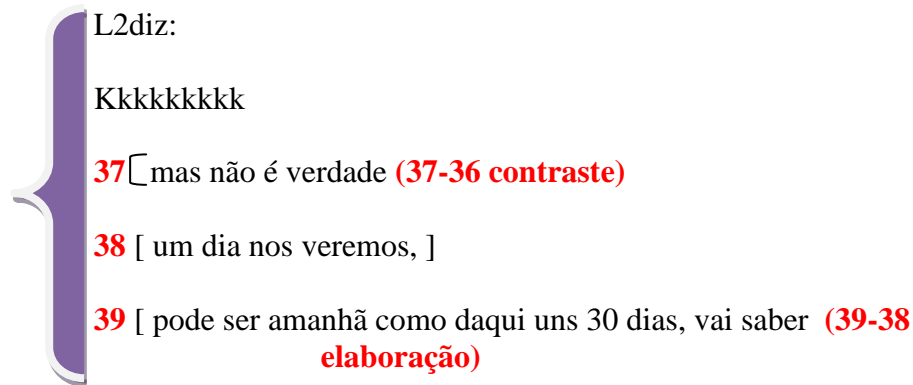 L2diz:
Kkkkkkkkk
37[mas não é verdade (37-36 contraste)
38 [ um dia nos veremos, ]
39 [ pode ser amanhã como daqui uns 30 dias, vai saber (39-38
elaboração)